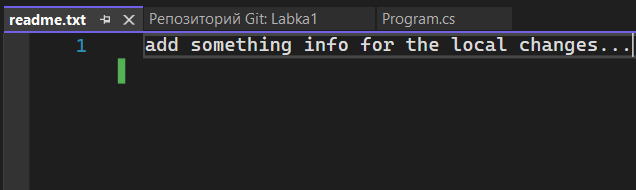 readme.txt Репозиторий Git: Labka1 Program.cs
1 add something info for the local changes...